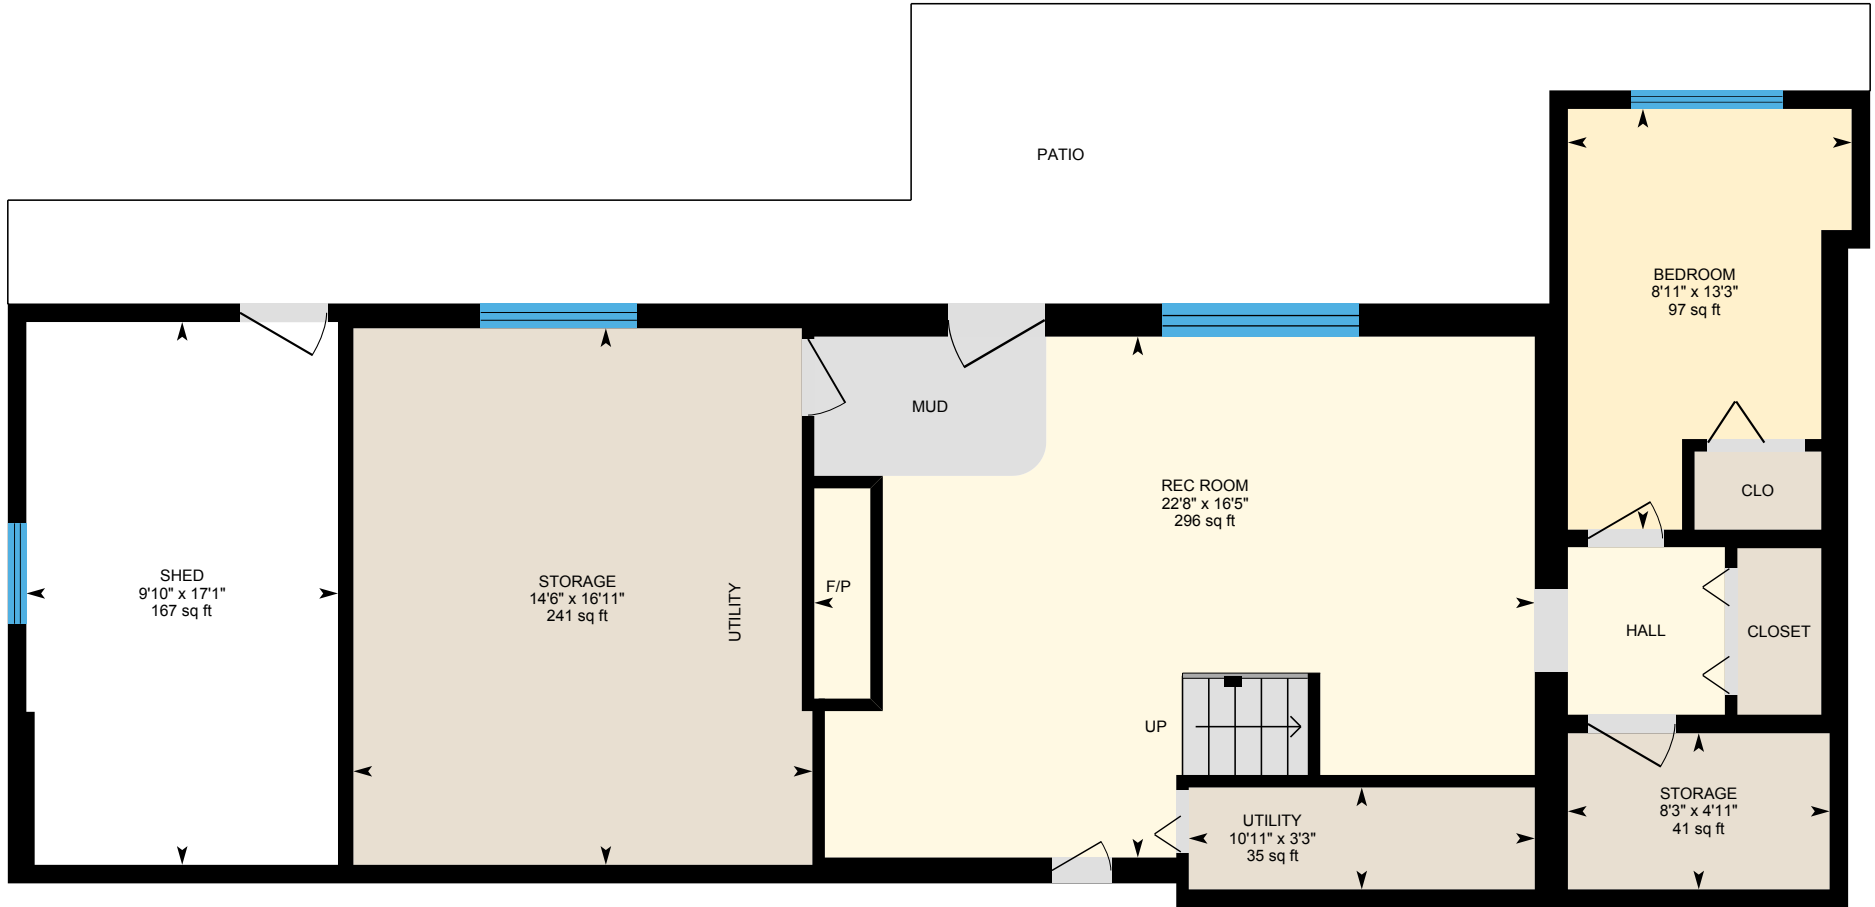 PATIO
BEDROOM
8'11" x 13'3"
97 sq ft
MUD
CLO
REC ROOM
22'8" x 16'5"
296 sq ft
SHED
9'10" x 17'1"
167 sq ft
STORAGE
14'6" x 16'11"
241 sq ft
UTILITY
F/P
HALL
CLOSET
UP
UTILITY
10'11" x 3'3"
35 sq ft
STORAGE
8'3" x 4'11"
41 sq ft